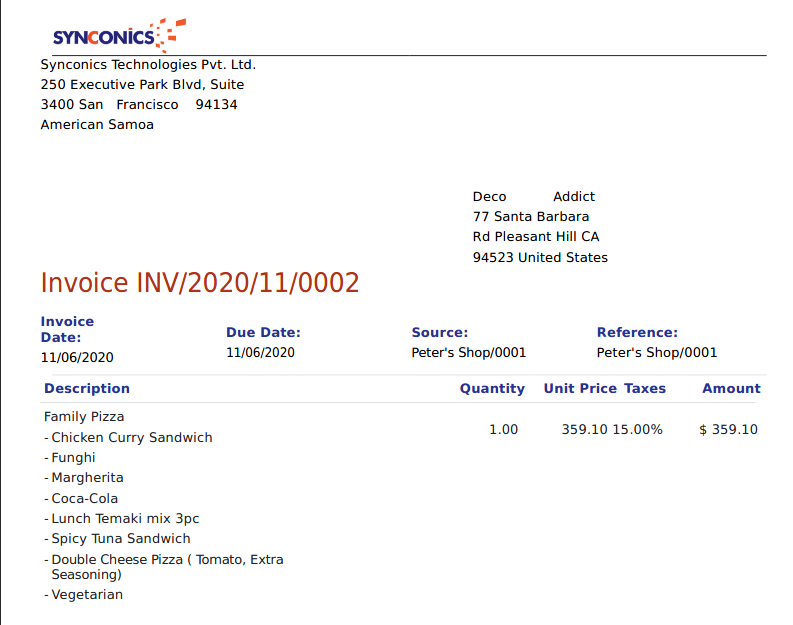 SYNCONICS
Synconics Technologies Pvt. Ltd.
250 Executive Park Blvd, Suite
3400 San Francisco 94134
American Samoa
Deco Addict
77 Santa Barbara
Rd Pleasant Hill CA
94523 United States
Invoice INV/2020/11/0002
Invoice Date: Due Date: Source: Reference:
11/06/2020 11/06/2020 Peter's Shop/0001 Peter's Shop/0001
Description Quantity Unit Price Taxes Amount
Family Pizza 1.00 359.10 15.00% $ 359.10
- Chicken Curry Sandwich
- Funghi
- Margherita
- Coca-Cola
- Lunch Temaki mix 3pc
- Spicy Tuna Sandwich
- Double Cheese Pizza ( Tomato, Extra
Seasoning)
- Vegetarian